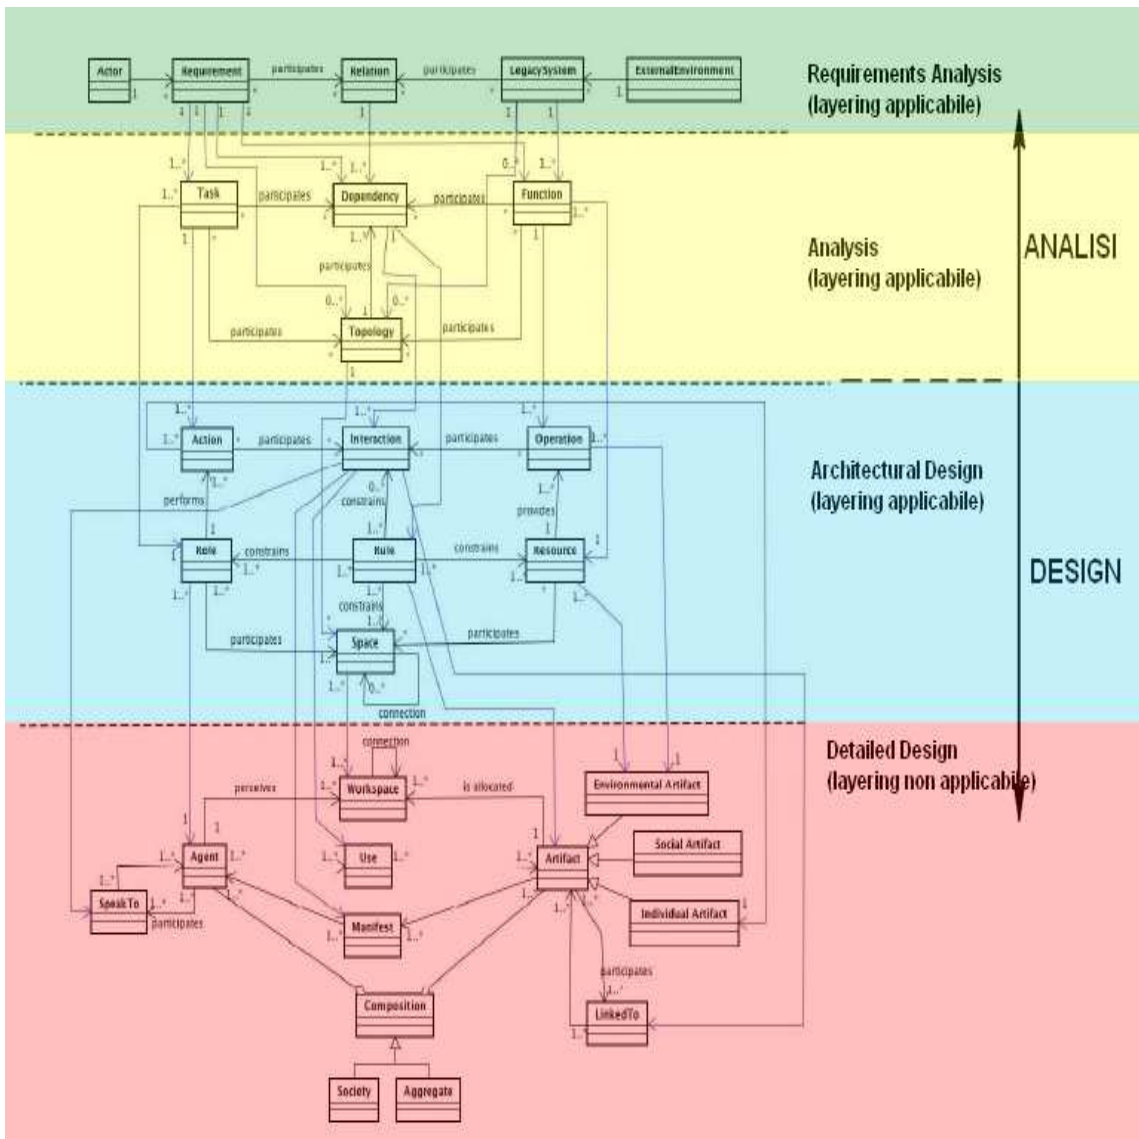 Actor
Requirement
participates
Relation
participates
LegacySystem
ExternalEnvironment
Requirements Analysis
(layering applicabile)
Task
participates
Dependency
participates
Function
participates
Analysis
(layering applicabile)
ANALISI
participates
Topology
participates
Action
participates
Interaction
participates
Operation
Architectural Design
(layering applicabile)
performs
constrains
provides
Role
constrains
Rule
constrains
Resource
DESIGN
constrains
participates
Space
participates
connection
connection
Detailed Design
(layering non applicabile)
perseives
Workspace
is allocated
Environmental Artifact
Agent
Use
Artifact
Social Artifact
SpeakTo
participates
Manifest
Individual Artifact
participates
Composition
LinkedTo
Society
Aggregate